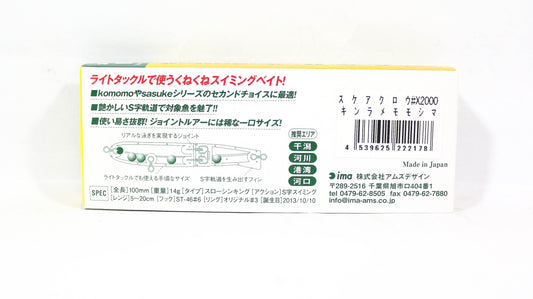 ライトタックルで使うくねくねスイミングベイト!
■komomoやsasukeシリーズのセカンドチョイスに最適!
■艶かしいS字軌道で対象魚を魅了!!
■使い易さ抜群! ジョイントルアーには稀な一口サイズ!
リアルな泳ぎを実現するジョイント
ライトタックルでも使える手頃なサイズ
S字軌道を生み出すフィン
推奨エリア
干潟
河川
港湾
河口
SPEC
[全長]100mm[重量]14g[タイプ]スローシンキング[アクション]S字スイミング
[レンジ]5~20cm[フック]ST-46#6[リング]オリジナル#3[誕生日]2013/10/10
スケアクロウ#X2000
キンラメモモシマ
4 539625 222178
Made in Japan
ima 株式会社アムズデザイン
〒289-2516 千葉県旭市ロ404番1
tel 0479-62-8505 fax 0479-62-7880
info@ima-ams.co.jp